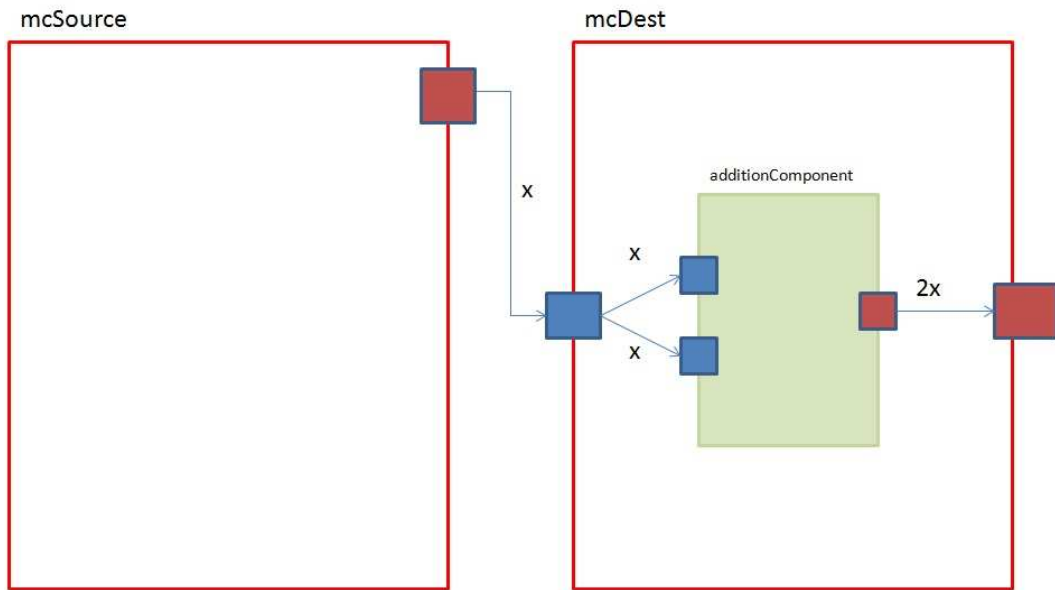 mcSource
mcDest
additionComponent
x
x
2x
x